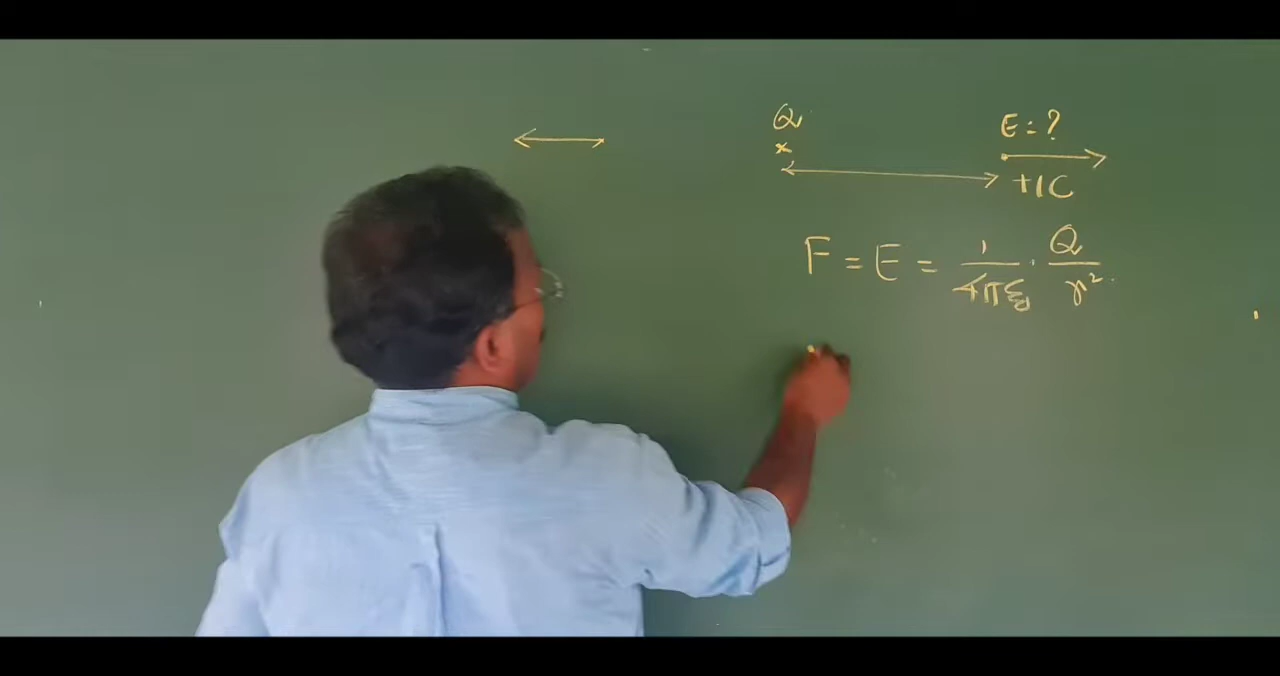 Q E = ?
+1C
F = E = 1/4πε₀ · Q/r²